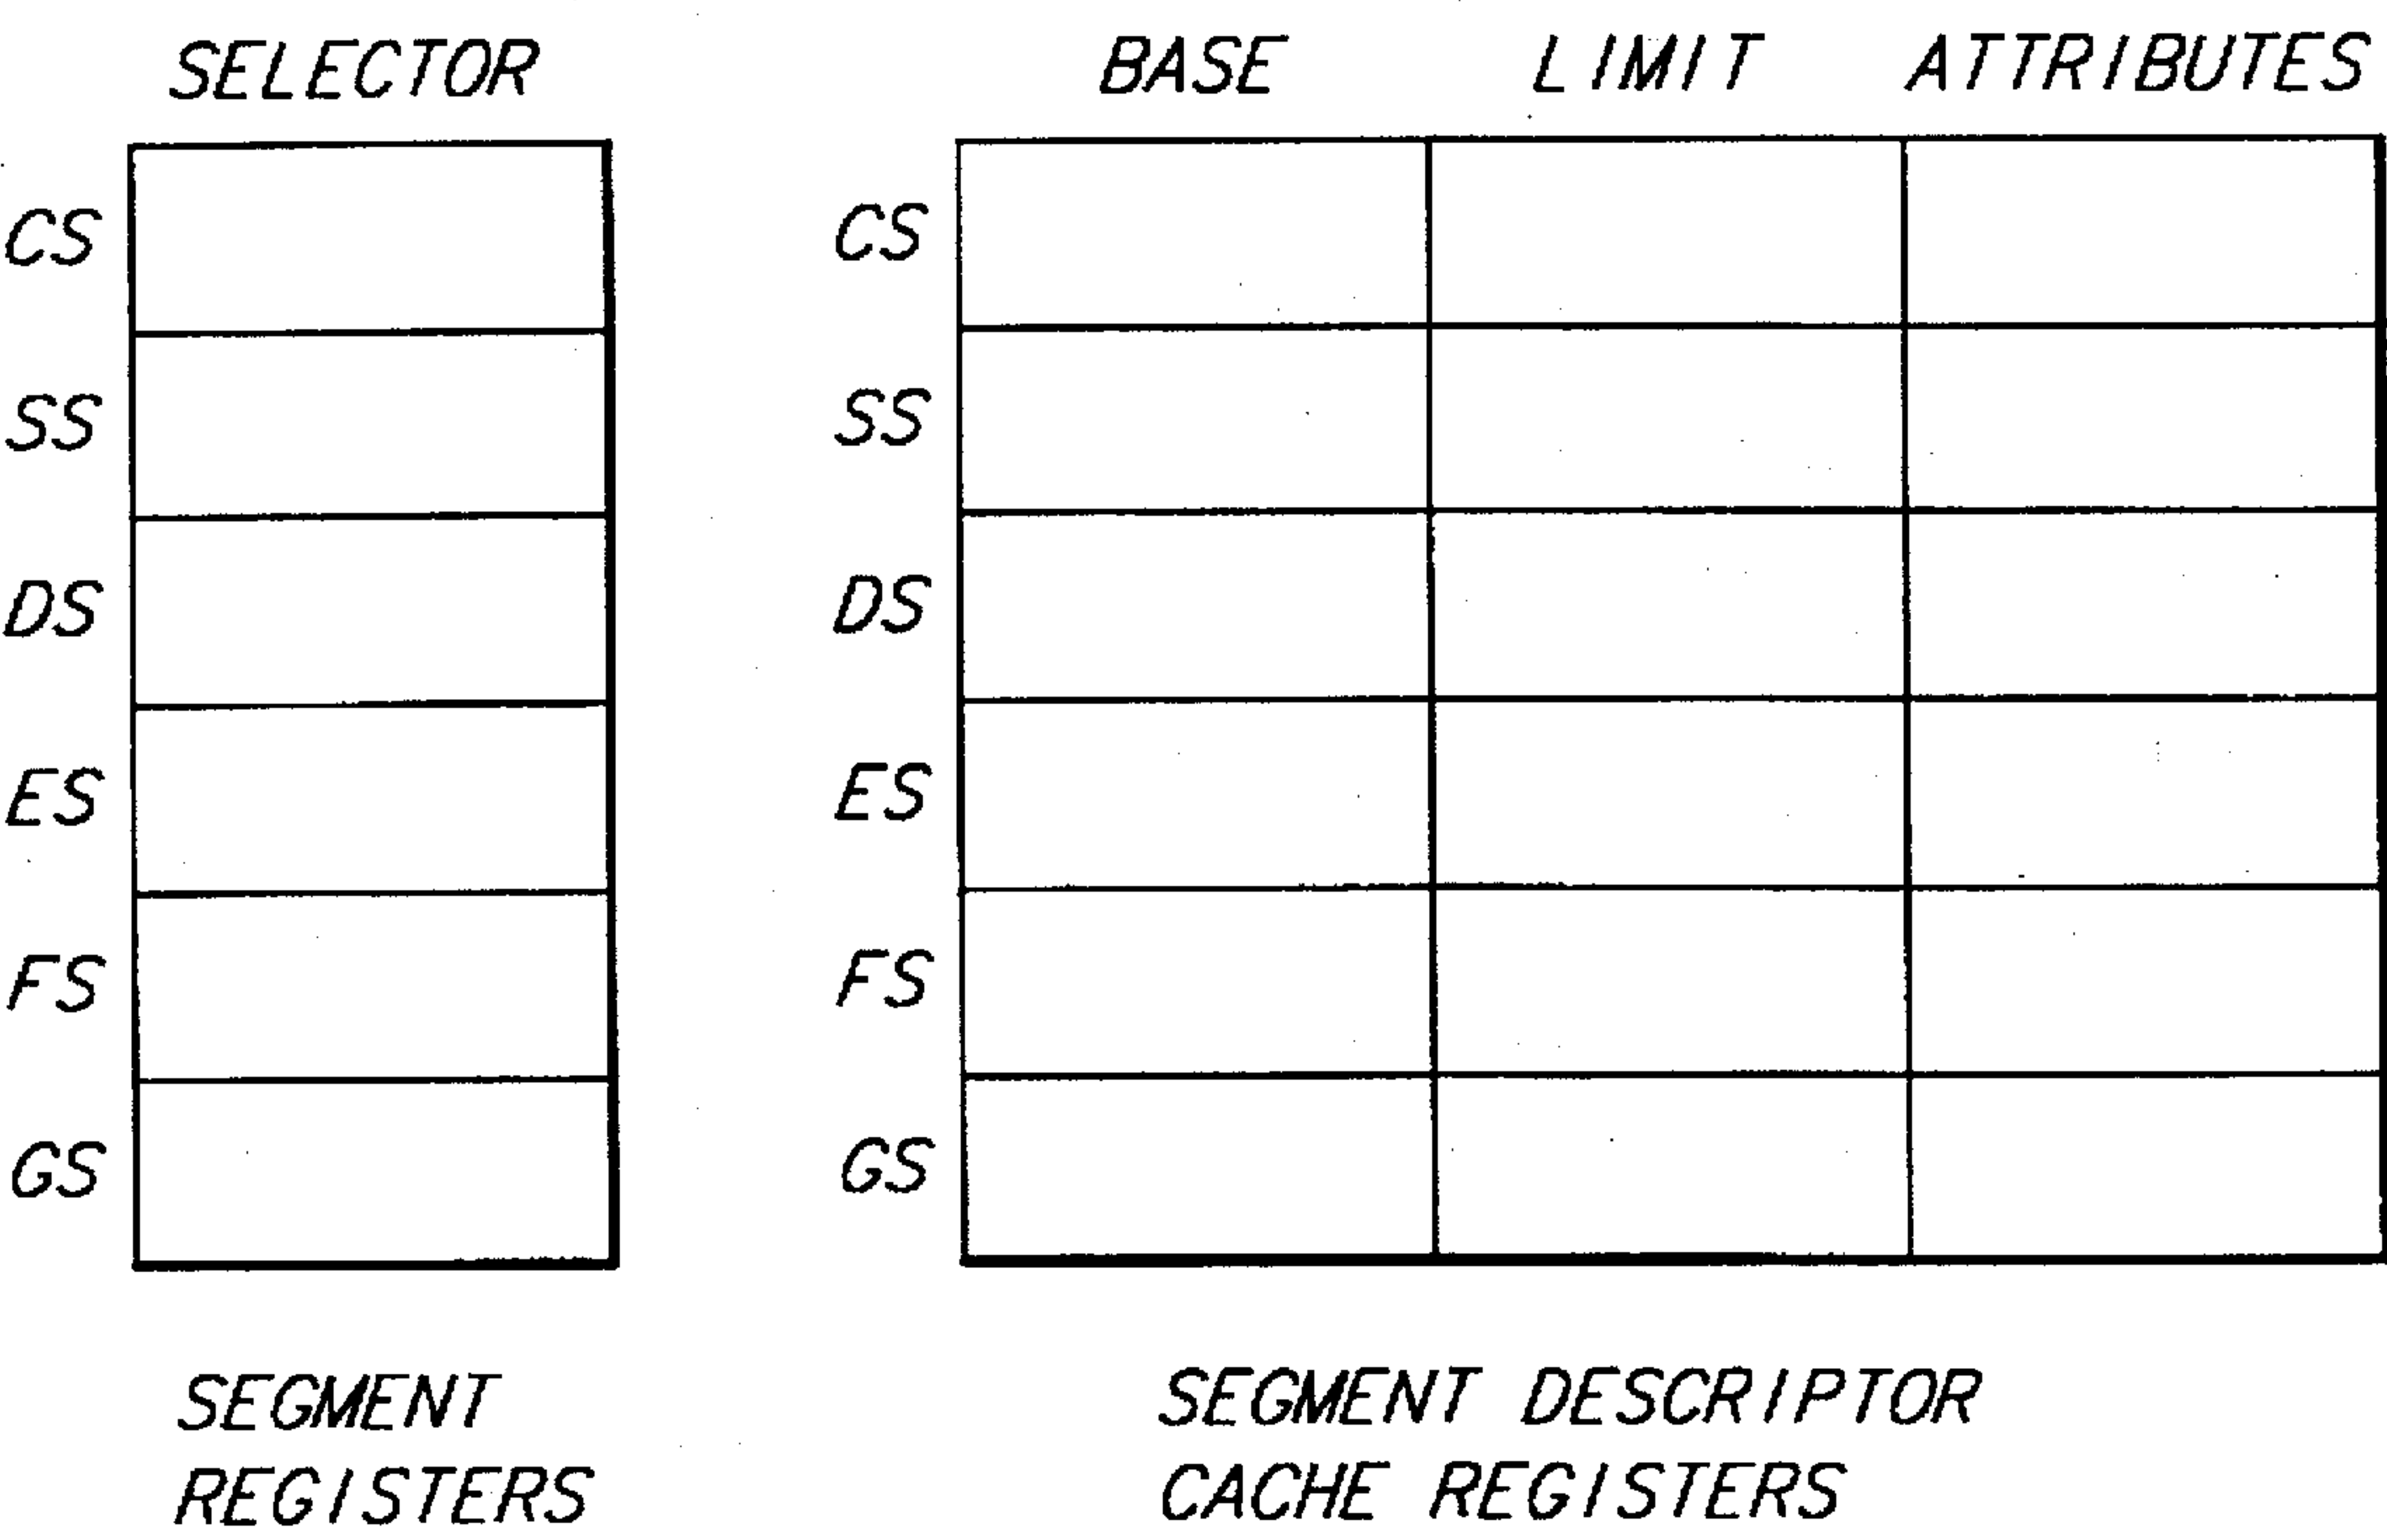 SELECTOR
BASE LIMIT ATTRIBUTES
CS
SS
DS
ES
FS
GS
CS
SS
DS
ES
FS
GS
SEGMENT
REGISTERS
SEGMENT DESCRIPTOR
CACHE REGISTERS